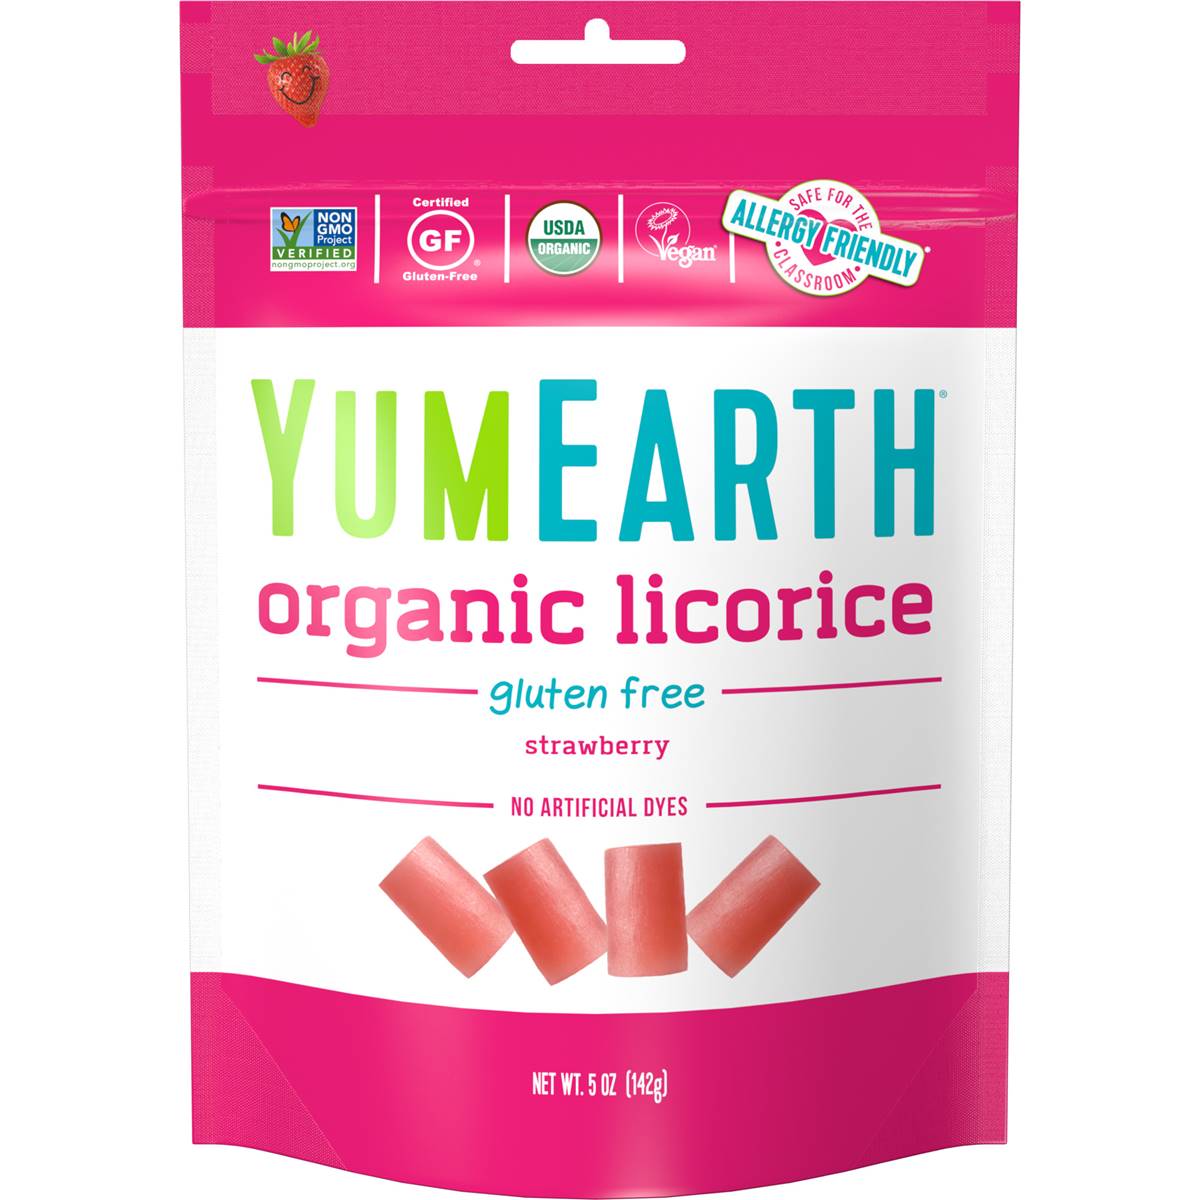 NON
GMO
Project
VERIFIED
nongmoproject.org
Certified
GF
®
Gluten-Free
USDA
ORGANIC
Vegan
SAFE FOR THE
ALLERGY FRIENDLY
CLASSROOM
YUMEARTH®
organic licorice
gluten free
strawberry
NO ARTIFICIAL DYES
NET WT. 5 OZ (142g)